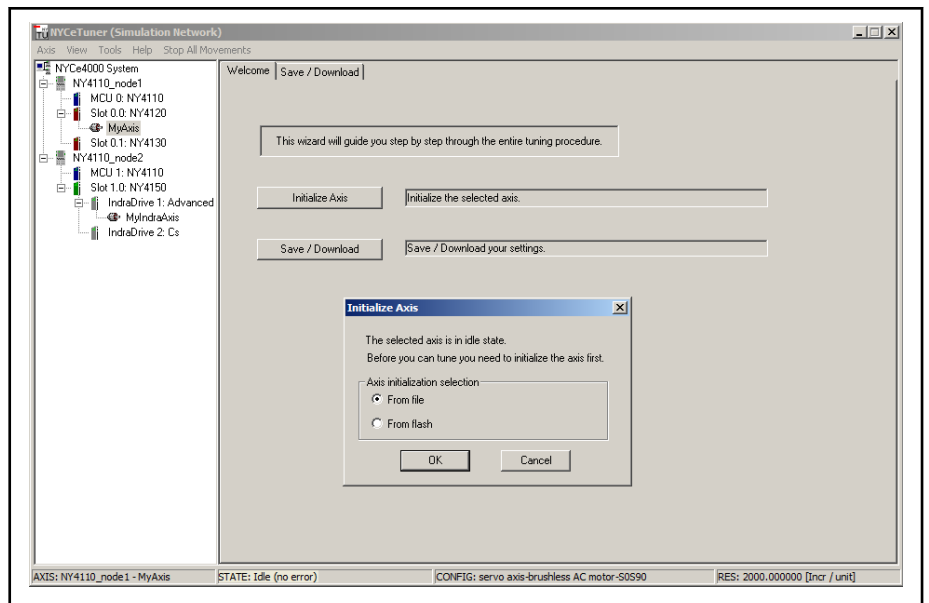 NYCeTuner (Simulation Network)
Axis View Tools Help Stop All Movements
NYCe4000 System
NY4110_node1
MCU 0: NY4110
Slot 0.0: NY4120
MyAxis
Slot 0.1: NY4130
NY4110_node2
MCU 1: NY4110
Slot 1.0: NY4150
IndraDrive 1: Advanced
MyIndraAxis
IndraDrive 2: Cs
Welcome Save / Download
This wizard will guide you step by step through the entire tuning procedure.
Initialize Axis Initialize the selected axis.
Save / Download Save / Download your settings.
Initialize Axis
The selected axis is in idle state.
Before you can tune you need to initialize the axis first.
Axis initialization selection
From file
From flash
OK Cancel
AXIS: NY4110_node1 - MyAxis STATE: Idle (no error) CONFIG: servo axis-brushless AC motor-S0S90 RES: 2000.000000 [Incr / unit]